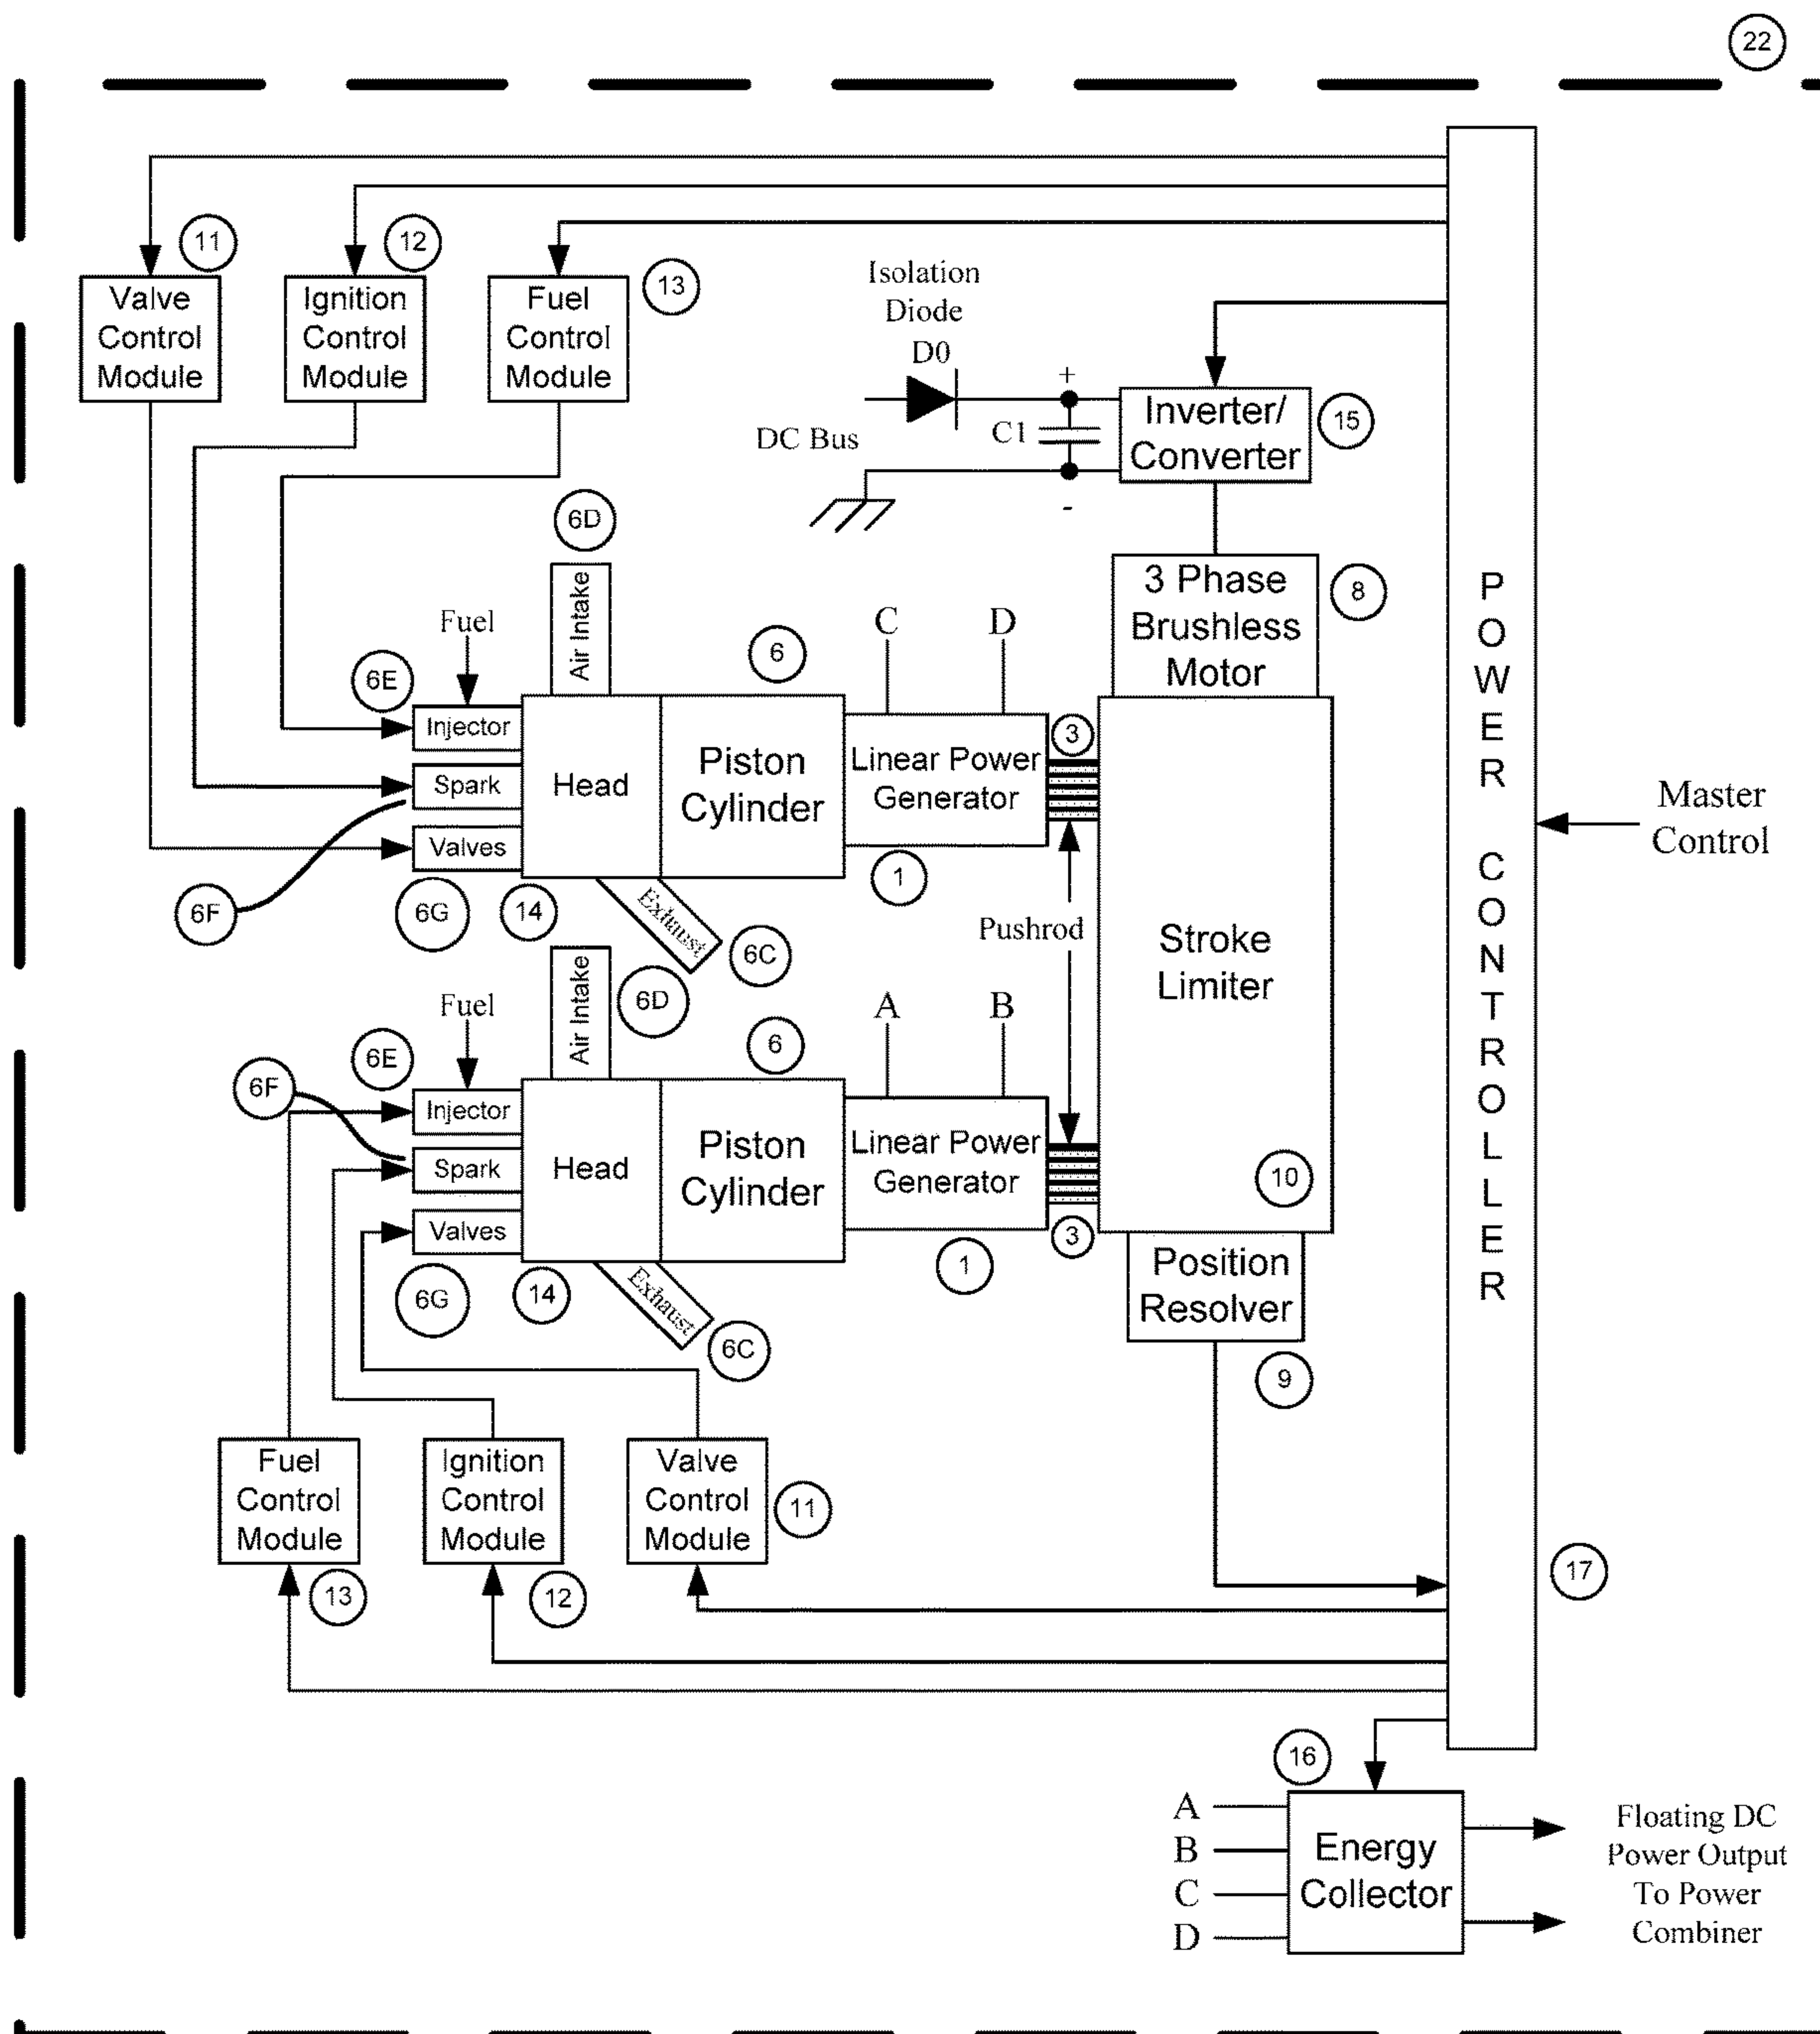 22
11
12
13
Valve
Control
Module
Ignition
Control
Module
Fuel
Control
Module
Isolation
Diode
D0
+
C1
DC Bus
-
Inverter/
Converter
15
3 Phase
Brushless
Motor
8
6D
Air Intake
Fuel
6E
Injector
Spark
Valves
6F
6G
14
Head
6
Piston
Cylinder
C
D
Linear Power
Generator
1
3
Exhaust
6C
Pushrod
Stroke
Limiter
10
POWER CONTROLLER
Master
Control
6D
Air Intake
Fuel
6E
6F
Injector
Spark
Valves
6G
14
Head
6
Piston
Cylinder
A
B
Linear Power
Generator
1
3
Exhaust
6C
Position
Resolver
9
Fuel
Control
Module
13
Ignition
Control
Module
12
Valve
Control
Module
11
17
16
A
B
C
D
Energy
Collector
Floating DC
Power Output
To Power
Combiner